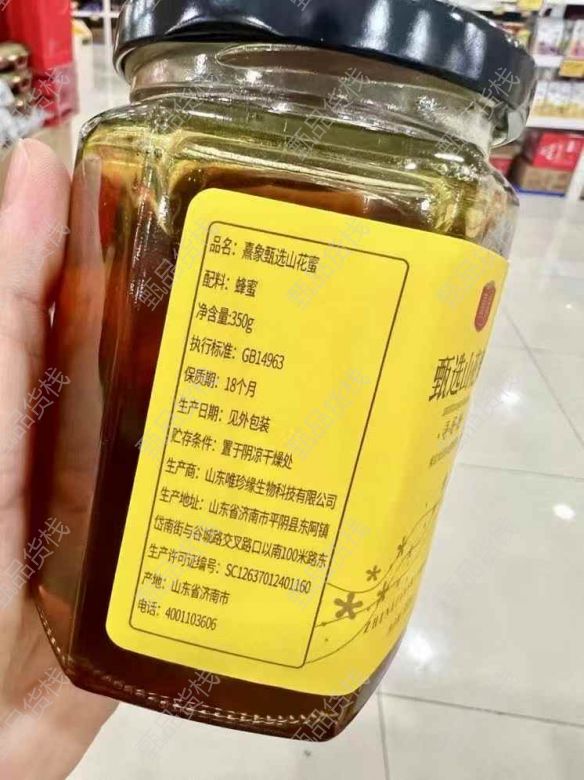 品名：熹象甄选山花蜜
配料：蜂蜜
净含量:350g
执行标准：GB14963
保质期：18个月
生产日期：见外包装
贮存条件：置于阴凉干燥处
生产商：山东唯珍缘生物科技有限公司
生产地址：山东省济南市平阴县东阿镇
岱南街与谷城路交叉路口以南100米路东
生产许可证编号：SC12637012401160
产地：山东省济南市
电话：4001103606
甄选山花
甄品货栈